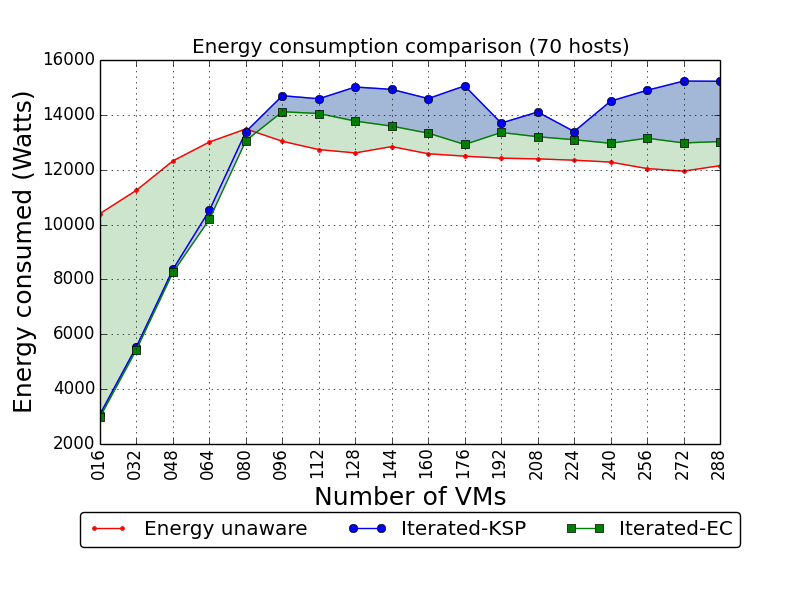 Energy consumption comparison (70 hosts)
16000
14000
12000
10000
8000
6000
4000
2000
Energy consumed (Watts)
016 032 048 064 080 096 112 128 144 160 176 192 208 224 240 256 272 288
Number of VMs
Energy unaware Iterated-KSP Iterated-EC